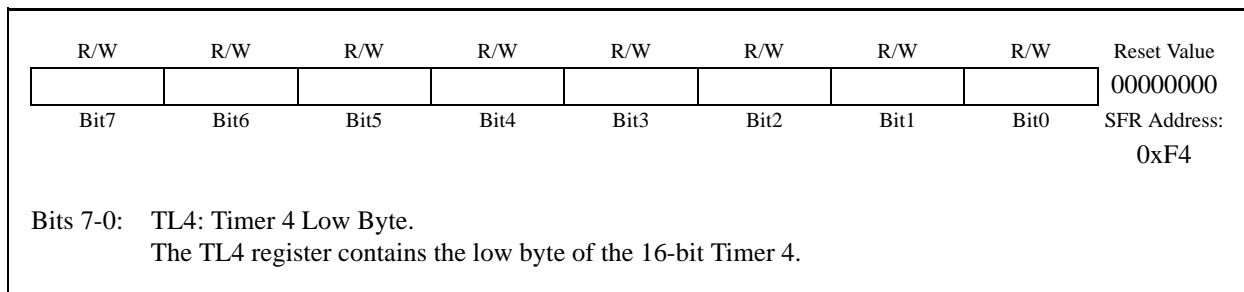 R/W R/W R/W R/W R/W R/W R/W R/W Reset Value
00000000
Bit7 Bit6 Bit5 Bit4 Bit3 Bit2 Bit1 Bit0 SFR Address:
0xF4
Bits 7-0: TL4: Timer 4 Low Byte.
The TL4 register contains the low byte of the 16-bit Timer 4.